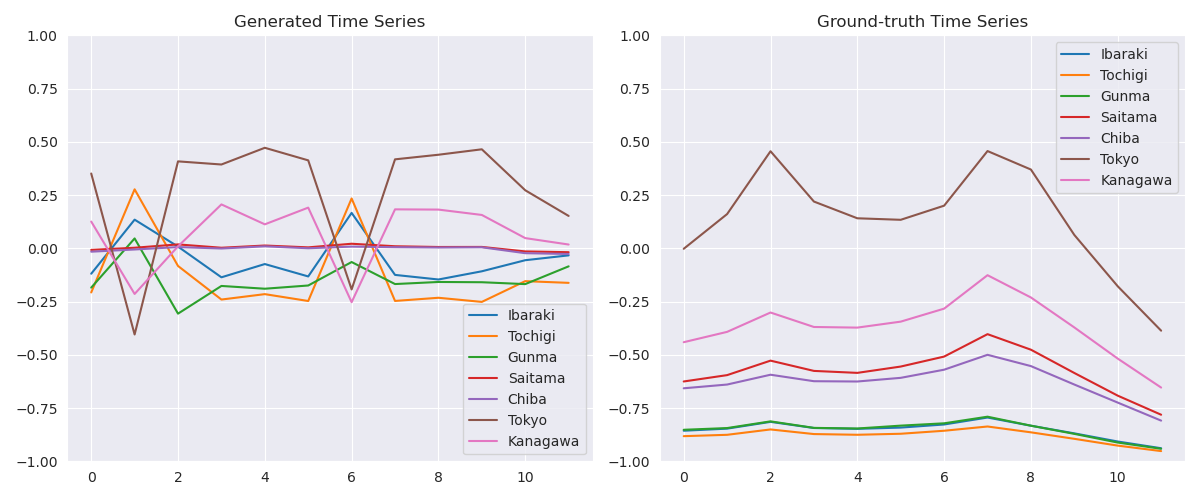 Generated Time Series
1.00
0.75
0.50
0.25
0.00
−0.25
−0.50
−0.75
−1.00
0 2 4 6 8 10
Ibaraki
Tochigi
Gunma
Saitama
Chiba
Tokyo
Kanagawa
Ground-truth Time Series
1.00
0.75
0.50
0.25
0.00
−0.25
−0.50
−0.75
−1.00
0 2 4 6 8 10
Ibaraki
Tochigi
Gunma
Saitama
Chiba
Tokyo
Kanagawa